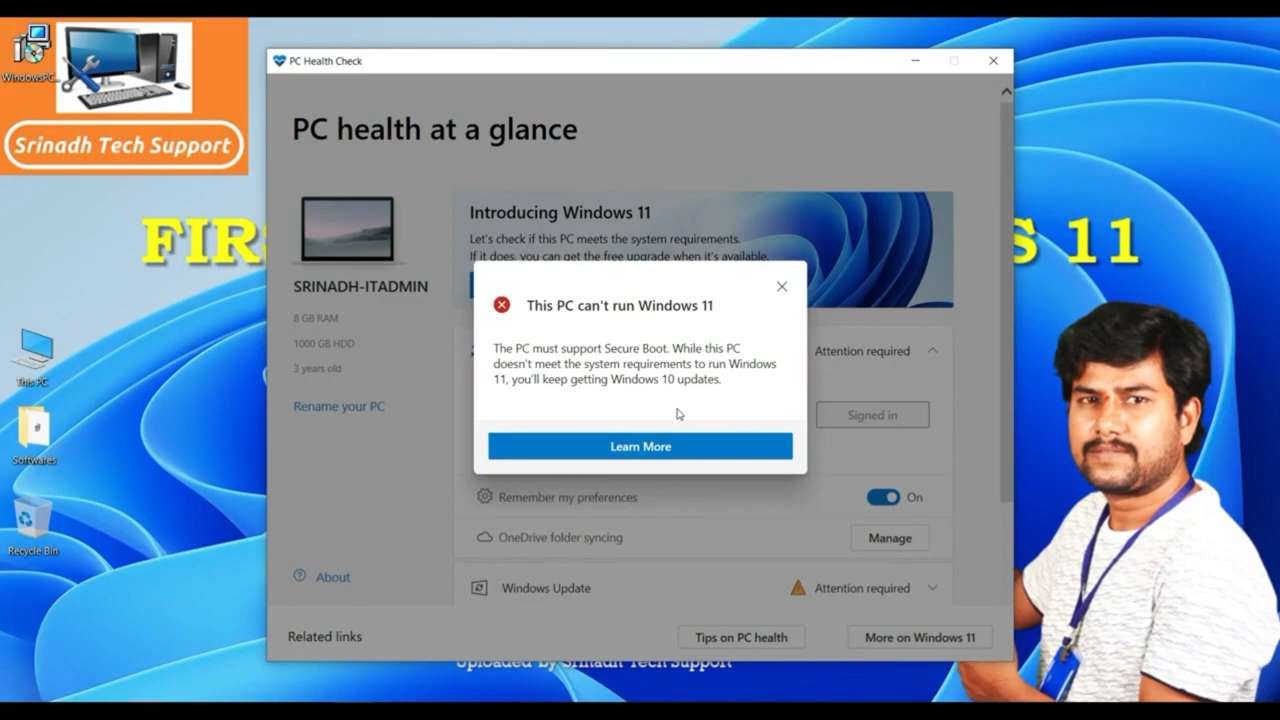 WindowsPC...
Srinadh Tech Support
This PC
Softwares
Recycle Bin
FIR
S 11
PC Health Check
PC health at a glance
SRINADH-ITADMIN
8 GB RAM
1000 GB HDD
3 years old
Rename your PC
About
Introducing Windows 11
Let's check if this PC meets the system requirements.
If it does, you can get the free upgrade when it's available.
This PC can't run Windows 11
The PC must support Secure Boot. While this PC
doesn't meet the system requirements to run Windows
11, you'll keep getting Windows 10 updates.
Learn More
Attention required
Signed in
Remember my preferences
On
OneDrive folder syncing
Manage
Windows Update
Attention required
Related links
Tips on PC health
More on Windows 11
Uploaded by Srinadh Tech Support